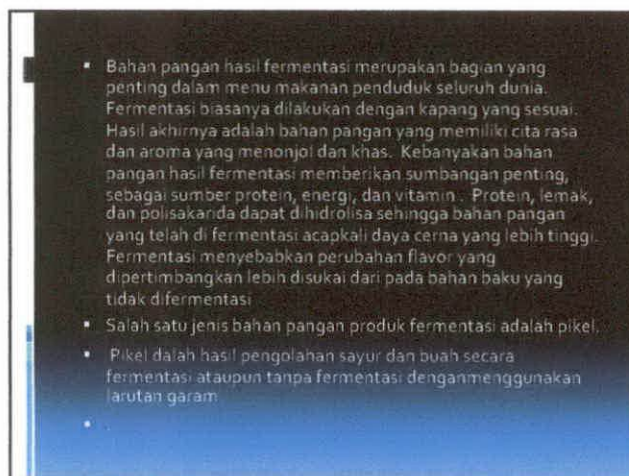 Bahan pangan hasil fermentasi merupakan bagian yang
penting dalam menu makanan penduduk seluruh dunia.
Fermentasi biasanya dilakukan dengan kapang yang sesuai.
Hasil akhirnya adalah bahan pangan yang memiliki cita rasa
dan aroma yang menonjol dan khas. Kebanyakan bahan
pangan hasil fermentasi memberikan sumbangan penting,
sebagai sumber protein, energi, dan vitamin . Protein, lemak,
dan polisakarida dapat dihidrolisa sehingga bahan pangan
yang telah di fermentasi acapkali daya cerna yang lebih tinggi.
Fermentasi menyebabkan perubahan flavor yang
dipertimbangkan lebih disukai dari pada bahan baku yang
tidak difermentasi
Salah satu jenis bahan pangan produk fermentasi adalah pikel.
Pikel dalah hasil pengolahan sayur dan buah secara
fermentasi ataupun tanpa fermentasi denganmenggunakan
larutan garam